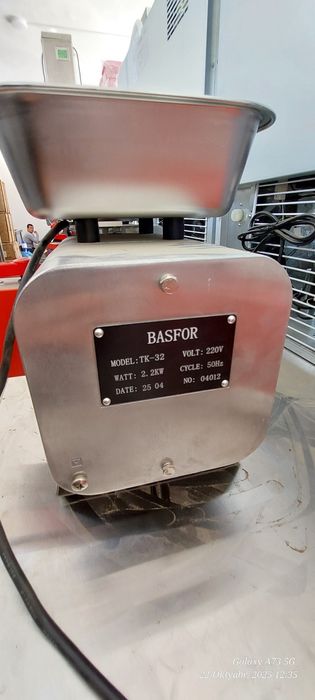 BASFOR
MODEL: TK-32 VOLT: 220V
WATT: 2.2KW CYCLE: 50Hz
DATE: 25 04 NO: 04012
Galaxy A73 5G
22 Oktyabr 2025 12:35